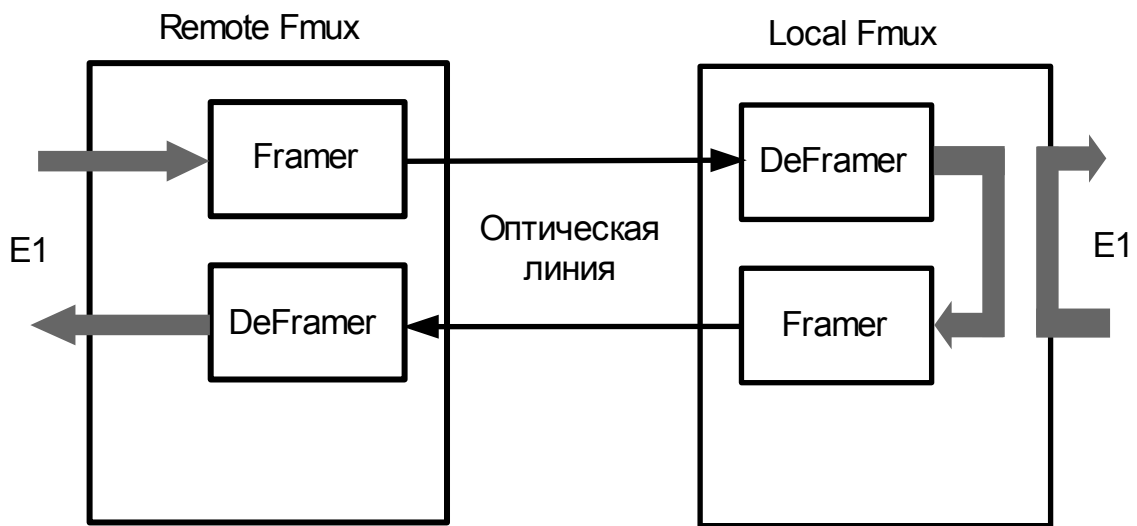 Remote Fmux
Local Fmux
Framer
DeFramer
Оптическая
линия
E1
E1
DeFramer
Framer